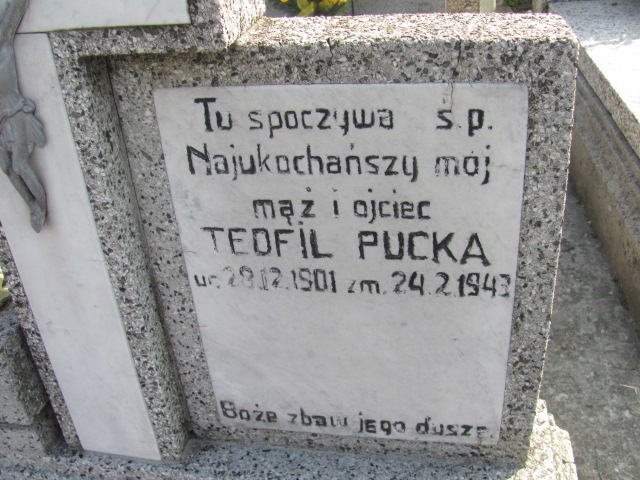 Tu spoczywa ś.p.
Najukochańszy mój
mąż i ojciec
TEOFIL PUCKA
ur. 28.12.1901 zm. 24.2.1943
Boże zbaw jego duszę.